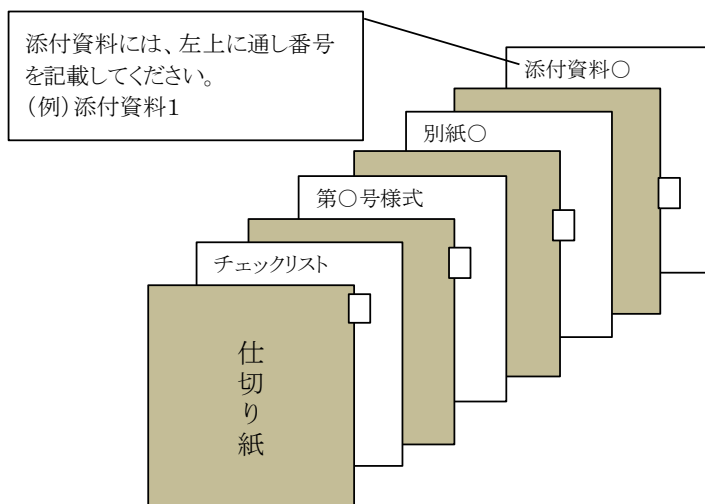 添付資料には、左上に通し番号
を記載してください。
（例）添付資料1
添付資料○
別紙○
第○号様式
チェックリスト
仕切り紙